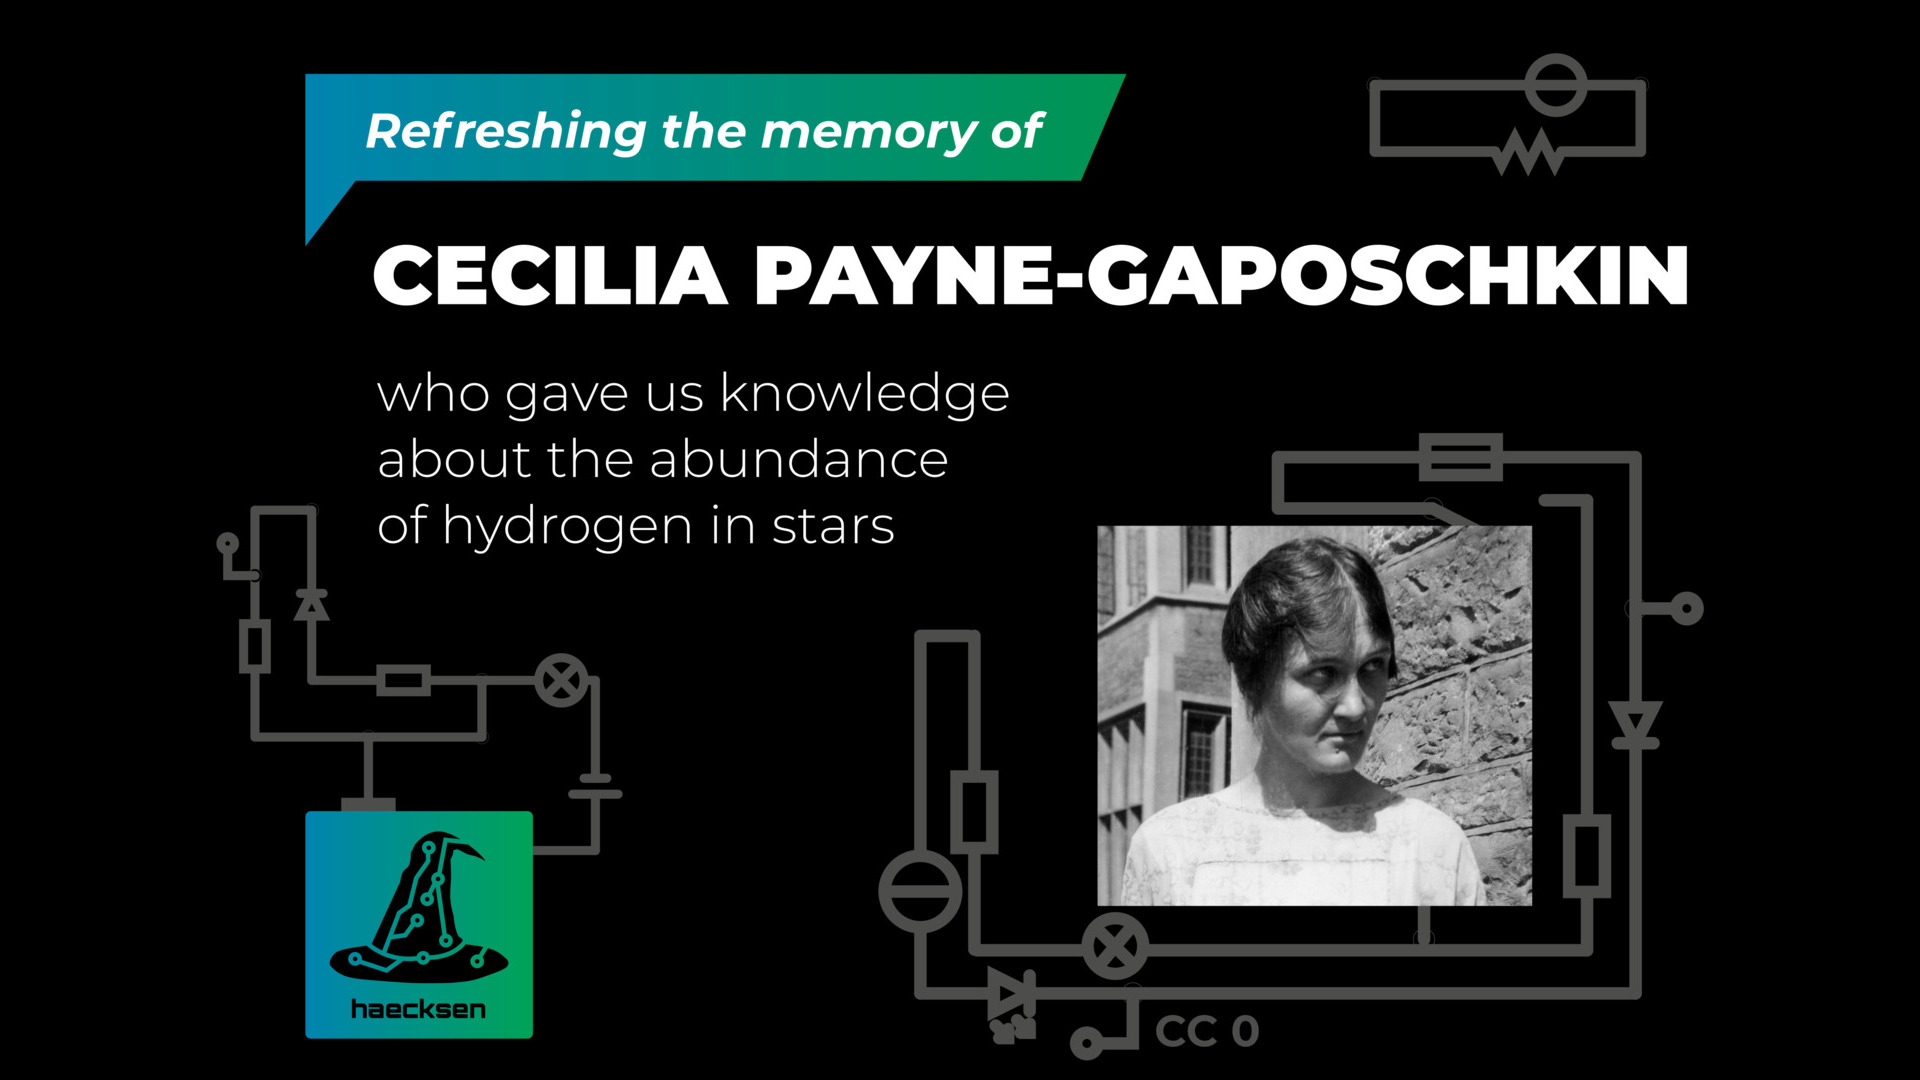 Refreshing the memory of
CECILIA PAYNE-GAPOSCHKIN
who gave us knowledge
about the abundance
of hydrogen in stars
haecksen
CC 0